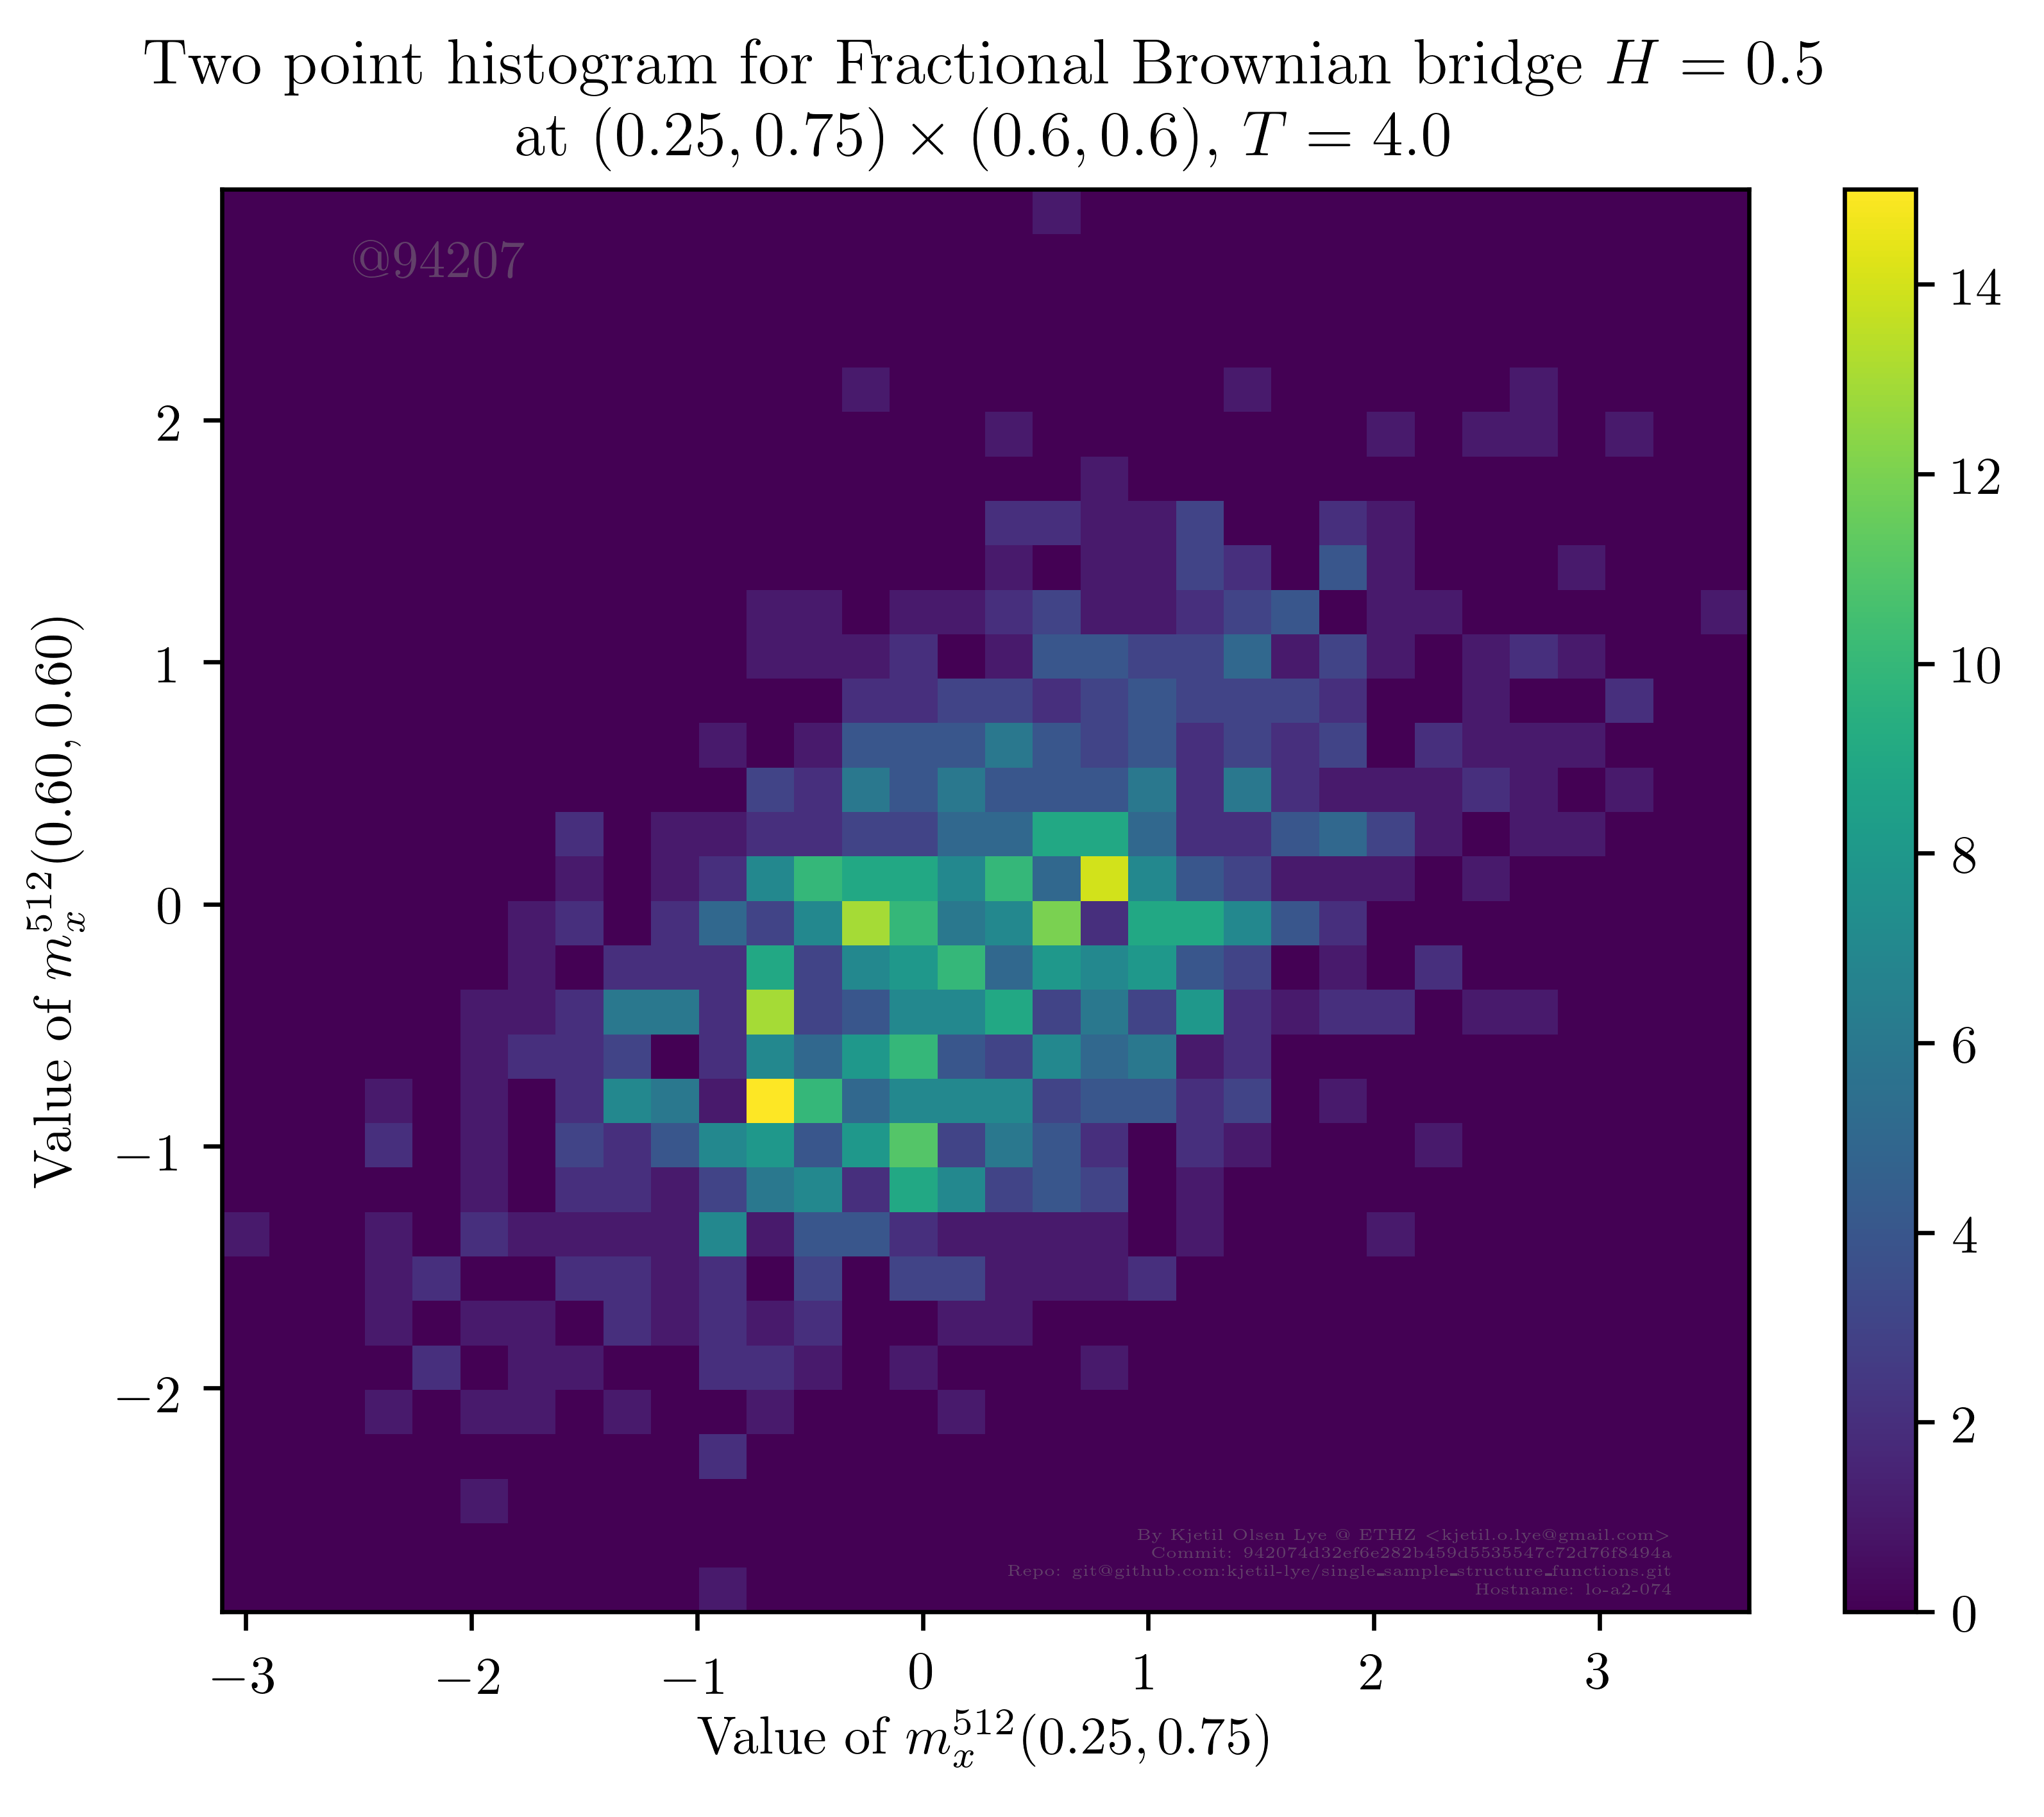 Two point histogram for Fractional Brownian bridge H = 0.5
at (0.25, 0.75) × (0.6, 0.6), T = 4.0
@94207
Value of m_x^512(0.60, 0.60)
2
1
0
−1
−2
14
12
10
8
6
4
2
0
By Kjetil Olsen Lye @ ETHZ <kjetil.o.lye@gmail.com>
Commit: 942074d32ef6e282b459d5535547c72d76f8494a
Repo: git@github.com:kjetil-lye/single_sample_structure_functions.git
Hostname: lo-a2-074
−3 −2 −1 0 1 2 3
Value of m_x^512(0.25, 0.75)